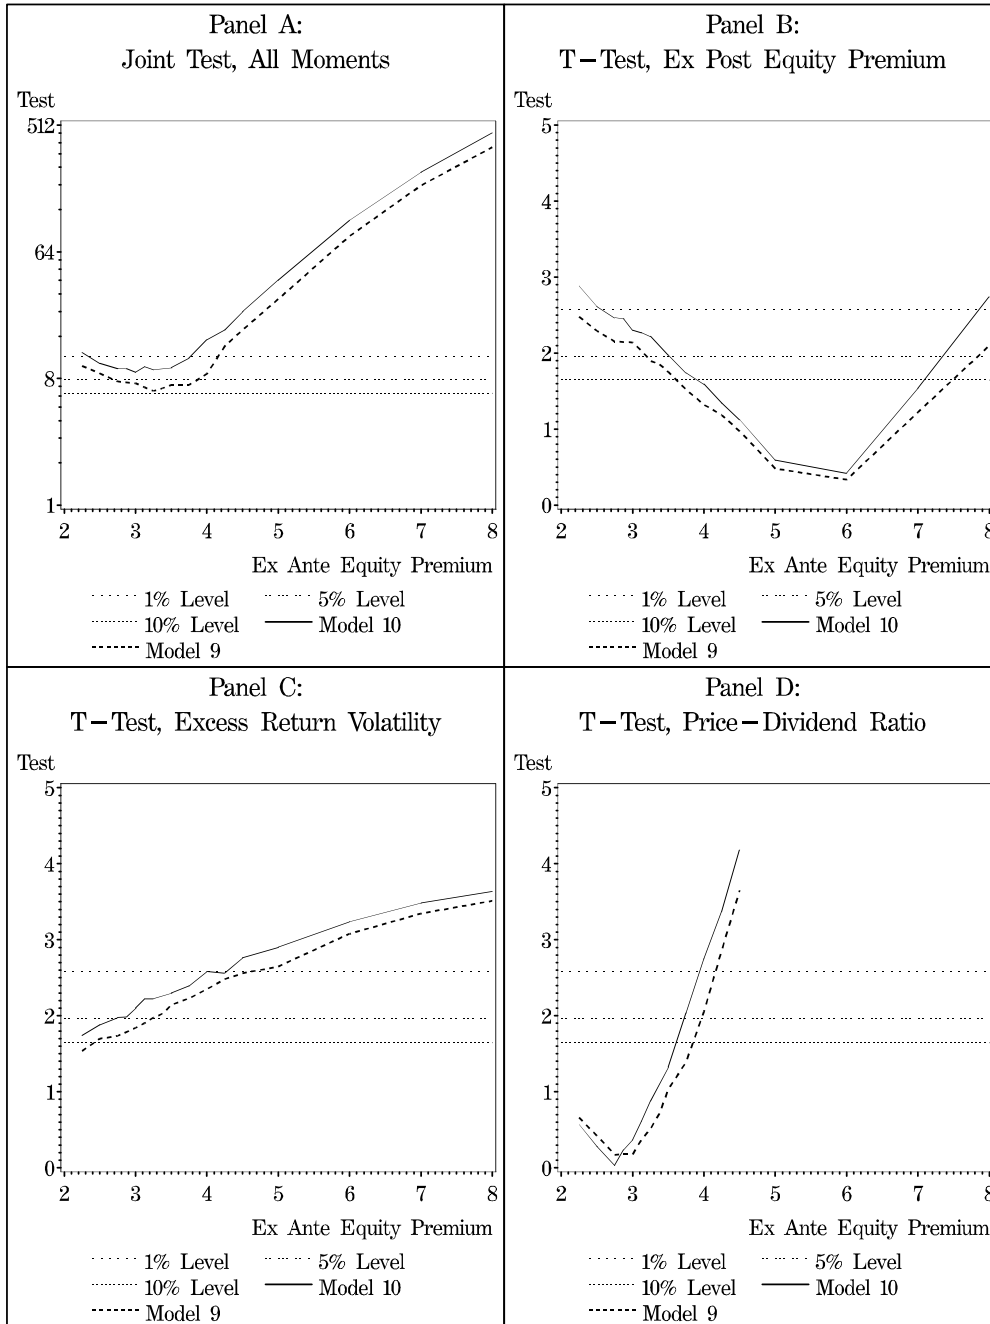 Panel A:
Joint Test, All Moments
Test
512
64
8
1
2 3 4 5 6 7 8
Ex Ante Equity Premium
1% Level 5% Level
10% Level Model 10
Model 9
Panel B:
T-Test, Ex Post Equity Premium
Test
5
4
3
2
1
0
2 3 4 5 6 7 8
Ex Ante Equity Premium
1% Level 5% Level
10% Level Model 10
Model 9
Panel C:
T-Test, Excess Return Volatility
Test
5
4
3
2
1
0
2 3 4 5 6 7 8
Ex Ante Equity Premium
1% Level 5% Level
10% Level Model 10
Model 9
Panel D:
T-Test, Price-Dividend Ratio
Test
5
4
3
2
1
0
2 3 4 5 6 7 8
Ex Ante Equity Premium
1% Level 5% Level
10% Level Model 10
Model 9